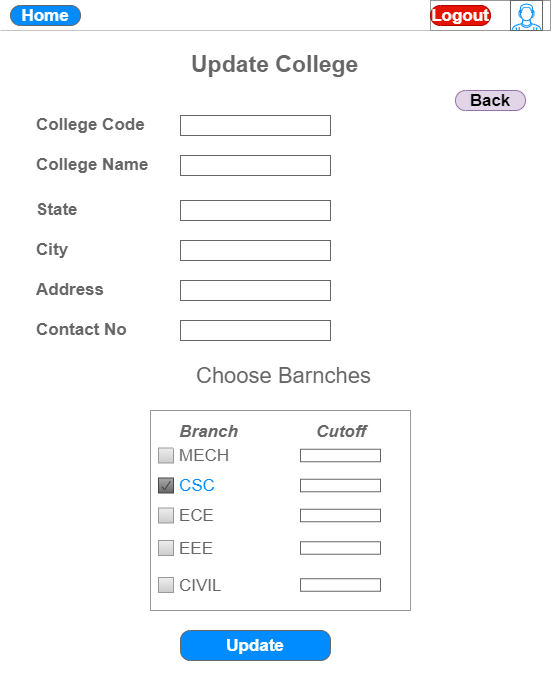 Home Logout
Update College
Back
College Code
College Name
State
City
Address
Contact No
Choose Barnches
Branch Cutoff
MECH
CSC
ECE
EEE
CIVIL
Update